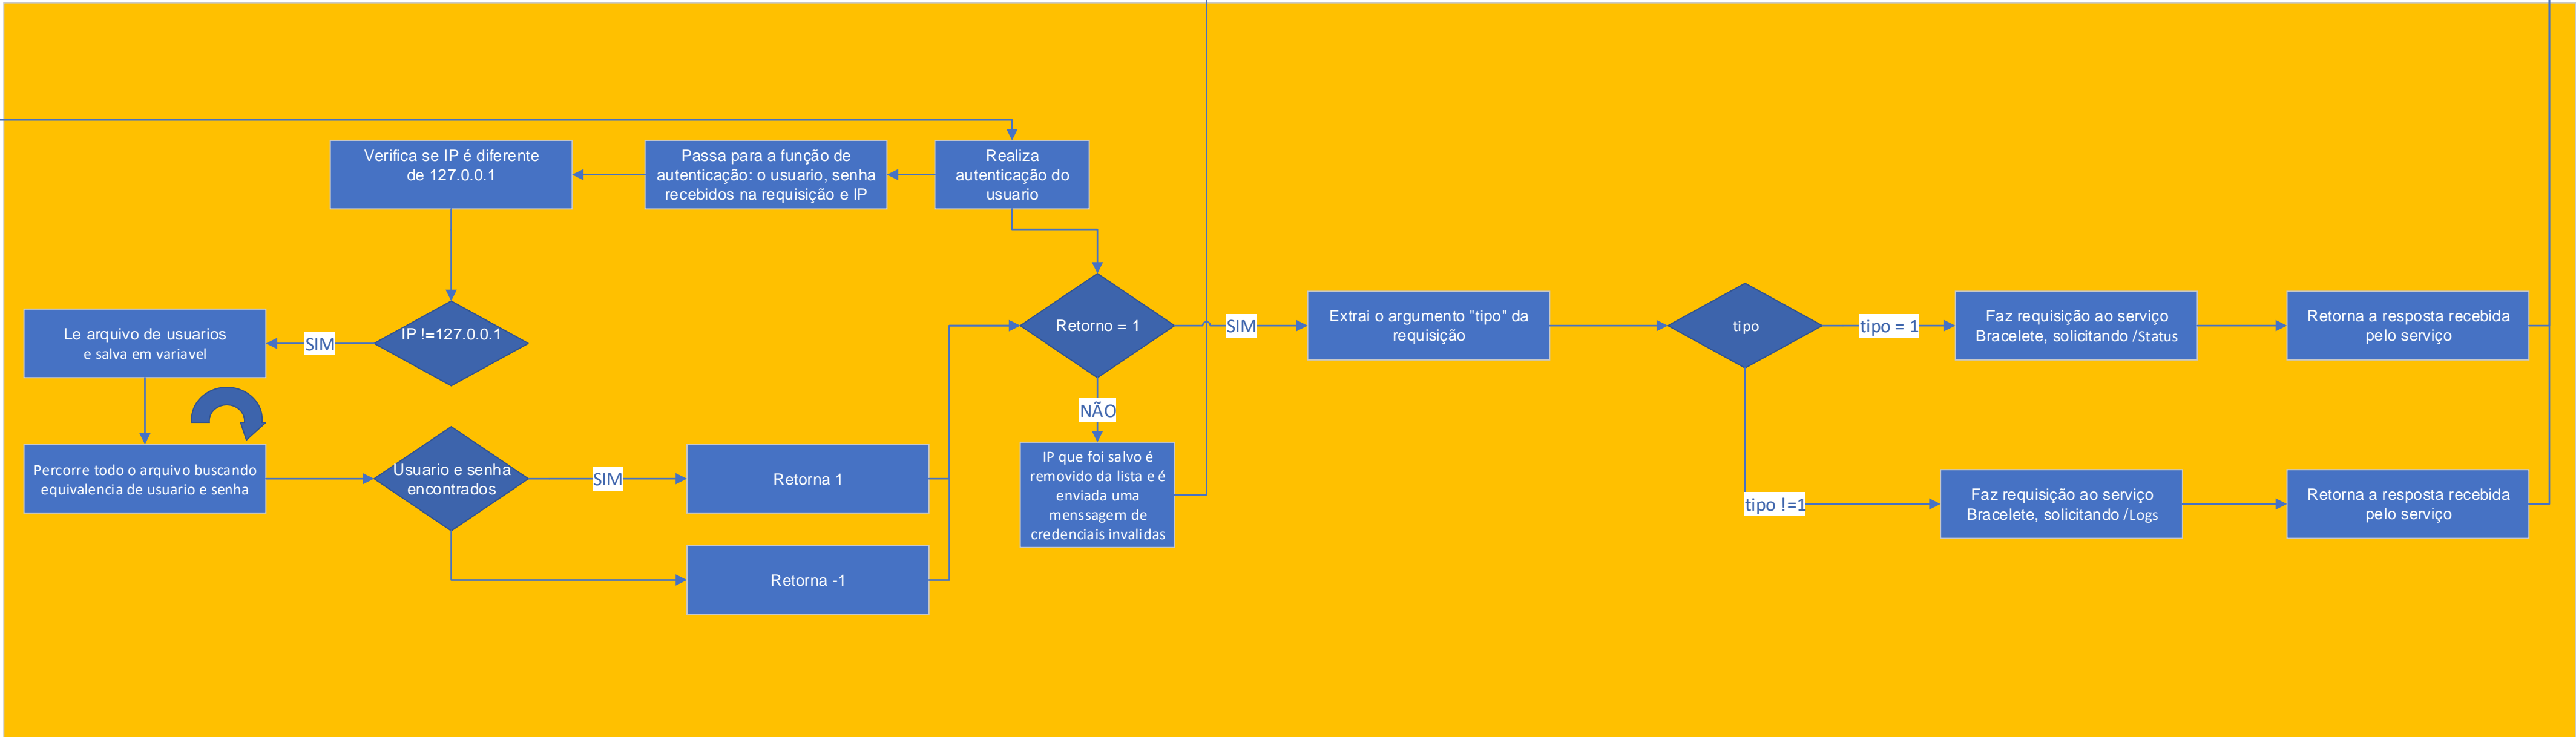 Verifica se IP é diferente
de 127.0.0.1
Passa para a função de
autenticação: o usuario, senha
recebidos na requisição e IP
Realiza
autenticação do
usuario
Le arquivo de usuarios
e salva em variavel
SIM
IP !=127.0.0.1
Retorno = 1
SIM
Extrai o argumento "tipo" da
requisição
tipo
tipo = 1
Faz requisição ao serviço
Bracelete, solicitando /Status
Retorna a resposta recebida
pelo serviço
NÃO
Percorre todo o arquivo buscando
equivalencia de usuario e senha
Usuario e senha
encontrados
SIM
Retorna 1
IP que foi salvo é
removido da lista e é
enviada uma
menssagem de
credenciais invalidas
tipo !=1
Faz requisição ao serviço
Bracelete, solicitando /Logs
Retorna a resposta recebida
pelo serviço
Retorna -1